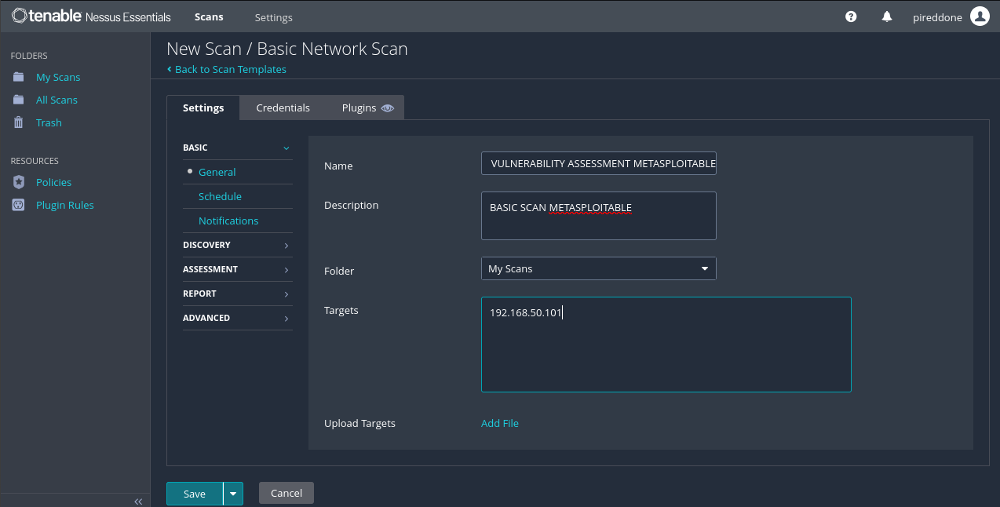 tenable Nessus Essentials Scans Settings ? pireddone
New Scan / Basic Network Scan
Back to Scan Templates
FOLDERS
My Scans
All Scans
Trash
RESOURCES
Policies
Plugin Rules
Settings Credentials Plugins
BASIC
General
Schedule
Notifications
DISCOVERY
ASSESSMENT
REPORT
ADVANCED
Name VULNERABILITY ASSESSMENT METASPLOITABLE
Description BASIC SCAN METASPLOITABLE
Folder My Scans
Targets 192.168.50.101
Upload Targets Add File
Save Cancel